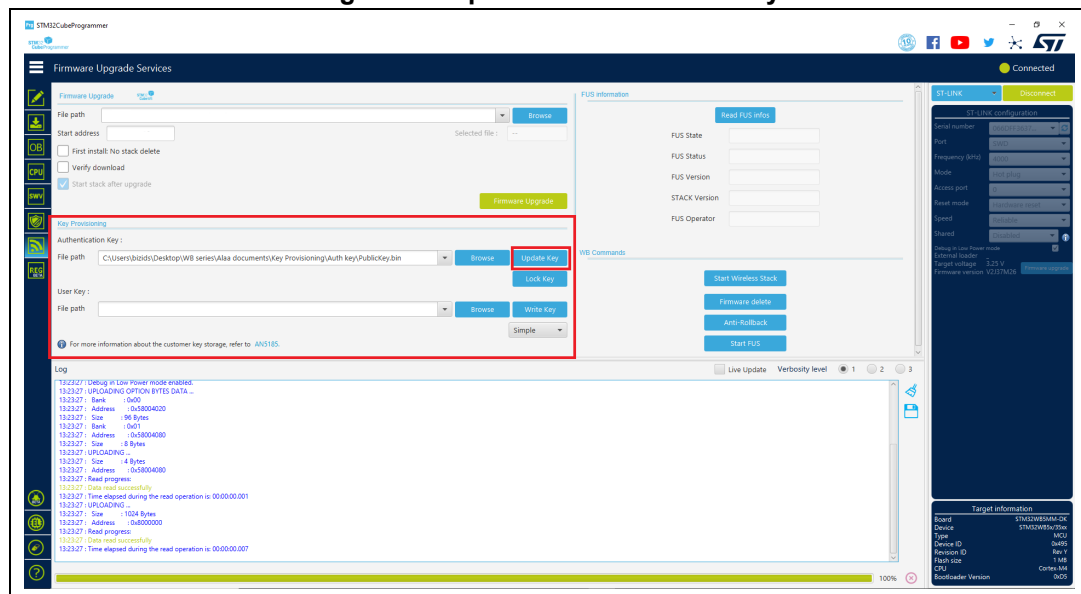 STM32CubeProgrammer
Firmware Upgrade Services
Connected
Firmware Upgrade
File path
Browse
Start address
Selected file :
First install: No stack delete
Verify download
Start stack after upgrade
Firmware Upgrade
Key Provisioning
Authentication Key :
File path
C:\Users\bizids\Desktop\WB series\Alaa documents\Key Provisioning\Auth key\PublicKey.bin
Browse
Update Key
Lock Key
User Key :
File path
Browse
Write Key
Simple
For more information about the customer key storage, refer to AN5185.
FUS information
Read FUS infos
FUS State
FUS Status
FUS Version
STACK Version
FUS Operator
WB Commands
Start Wireless Stack
Firmware delete
Anti-Rollback
Start FUS
Log
Live Update
Verbosity level
1
2
3
13:23:27 : Debug in Low Power mode enabled.
13:23:27 : UPLOADING OPTION BYTES DATA ...
13:23:27 : Bank : 0x00
13:23:27 : Address : 0x58004020
13:23:27 : Size : 96 Bytes
13:23:27 : Bank : 0x01
13:23:27 : Address : 0x58004080
13:23:27 : Size : 8 Bytes
13:23:27 : UPLOADING ...
13:23:27 : Size : 4 Bytes
13:23:27 : Address : 0x58004080
13:23:27 : Read progress:
13:23:27 : Data read successfully
13:23:27 : Time elapsed during the read operation is: 00:00:00.001
13:23:27 : UPLOADING ...
13:23:27 : Size : 1024 Bytes
13:23:27 : Address : 0x8000000
13:23:27 : Read progress:
13:23:27 : Data read successfully
13:23:27 : Time elapsed during the read operation is: 00:00:00.007
100%
ST-LINK
Disconnect
ST-LINK configuration
Serial number
Port
SWD
Frequency (kHz)
4000
Mode
Hot plug
Access port
0
Reset mode
Hardware reset
Speed
Reliable
Shared
Disabled
Debug in Low Power mode
External loader
Target voltage 3.25 V
Firmware version V2J37M26
Firmware upgrade
Target information
Board STM32WB5MM-DK
Device STM32WB5x/35xx
Type MCU
Device ID 0x495
Revision ID Rev Y
Flash size 1 MB
CPU Cortex-M4
Bootloader Version 0xD5
OB
CPU
SWV
REG